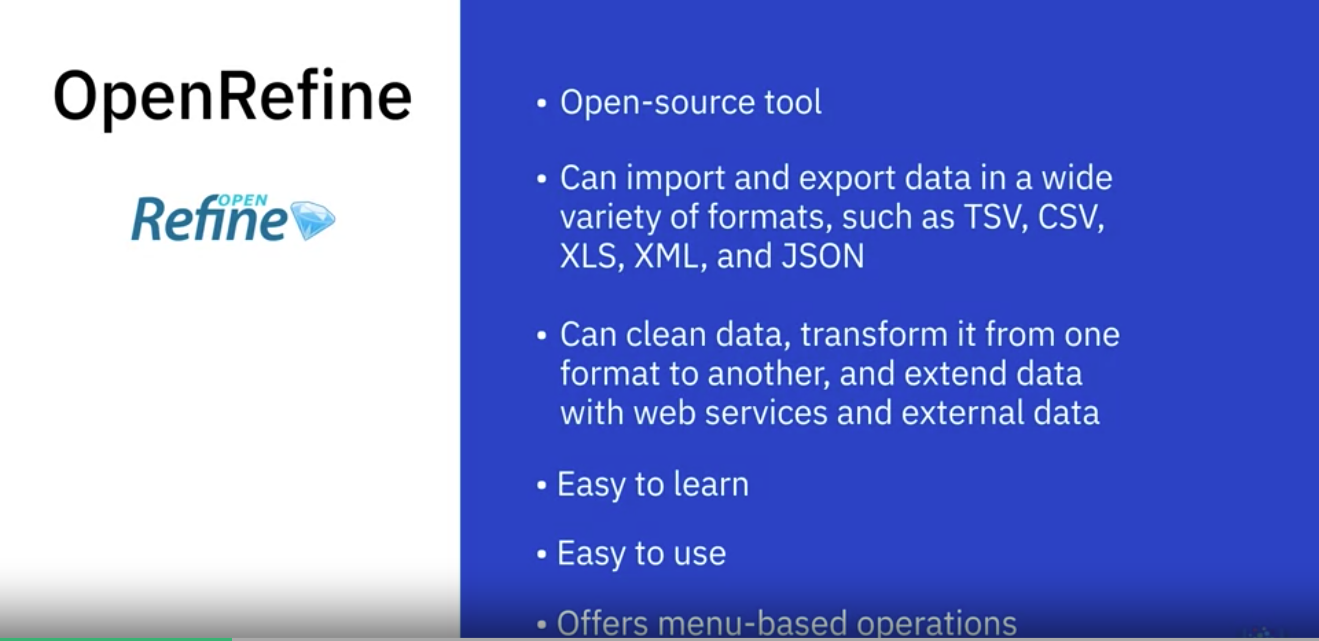 OpenRefine
OPEN
Refine
• Open-source tool
• Can import and export data in a wide
variety of formats, such as TSV, CSV,
XLS, XML, and JSON
• Can clean data, transform it from one
format to another, and extend data
with web services and external data
• Easy to learn
• Easy to use
• Offers menu-based operations